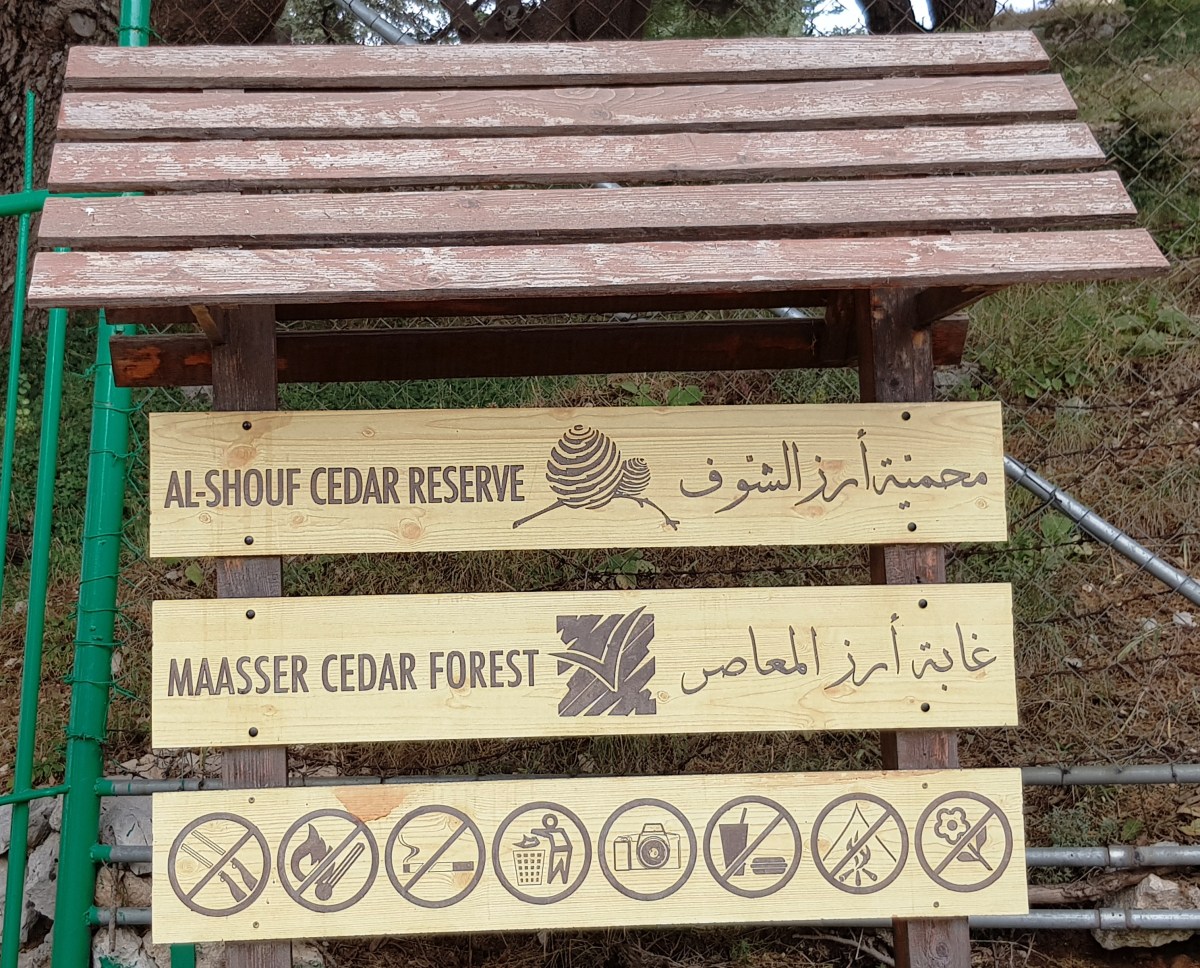 AL-SHOUF CEDAR RESERVE
محمية أرز الشوف
MAASSER CEDAR FOREST
غابة أرز المعاصر